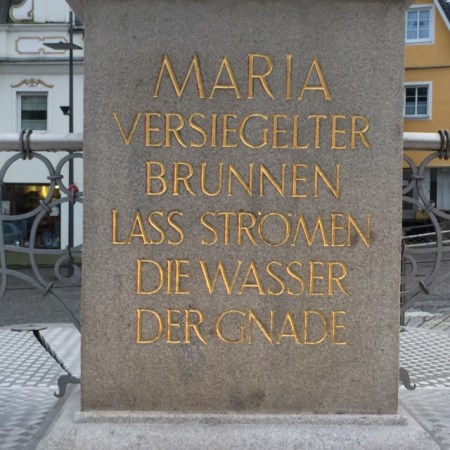 MARIA
VERSIEGELTER
BRUNNEN
LASS STRÖMEN
DIE WASSER
DER GNADE